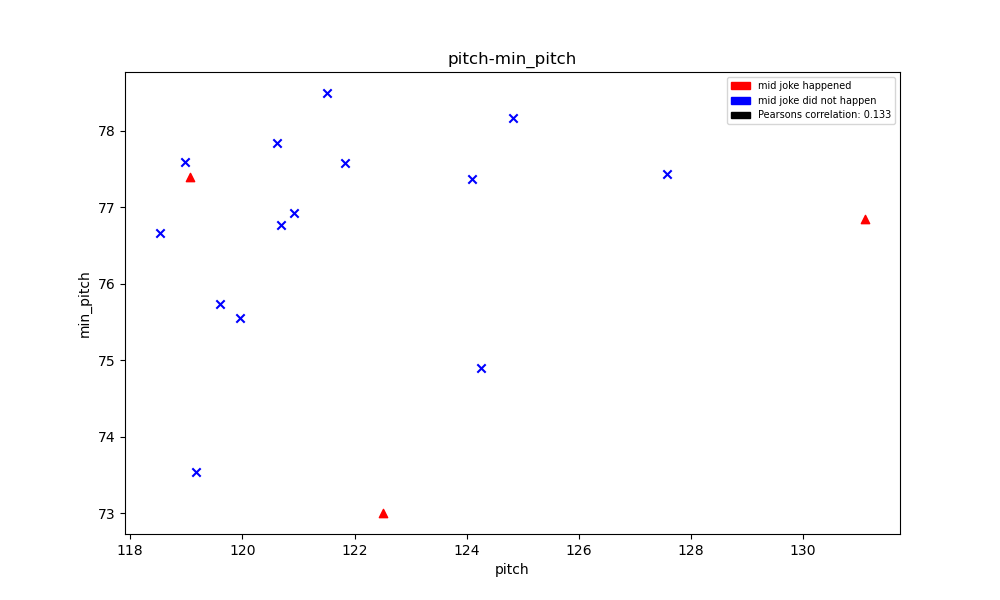 pitch-min_pitch
mid joke happened
mid joke did not happen
Pearsons correlation: 0.133
78
77
76
75
74
73
min_pitch
118 120 122 124 126 128 130
pitch